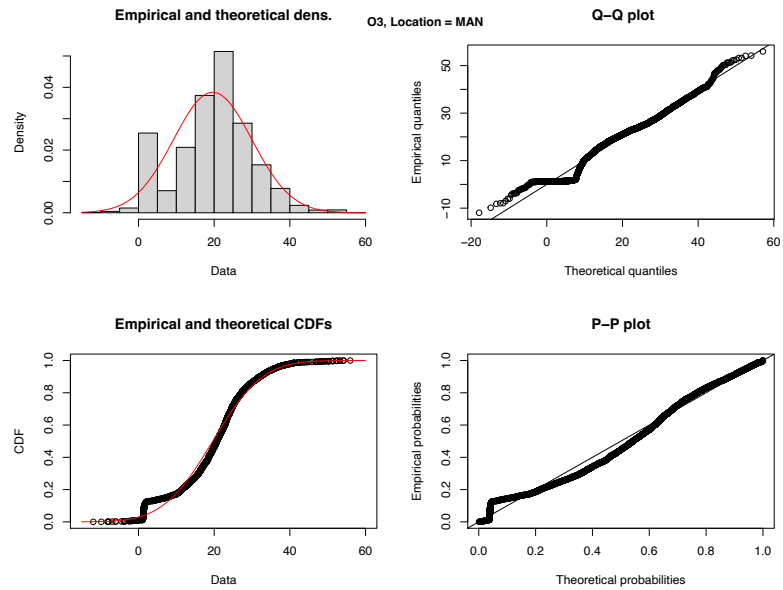 O3, Location = MAN
Empirical and theoretical dens.
Density
0.00
0.02
0.04
0 20 40 60
Data
Q−Q plot
Empirical quantiles
−10
10
30
50
−20 0 20 40 60
Theoretical quantiles
Empirical and theoretical CDFs
CDF
0.0
0.2
0.4
0.6
0.8
1.0
0 20 40 60
Data
P−P plot
Empirical probabilities
0.0
0.2
0.4
0.6
0.8
1.0
0.0 0.2 0.4 0.6 0.8 1.0
Theoretical probabilities